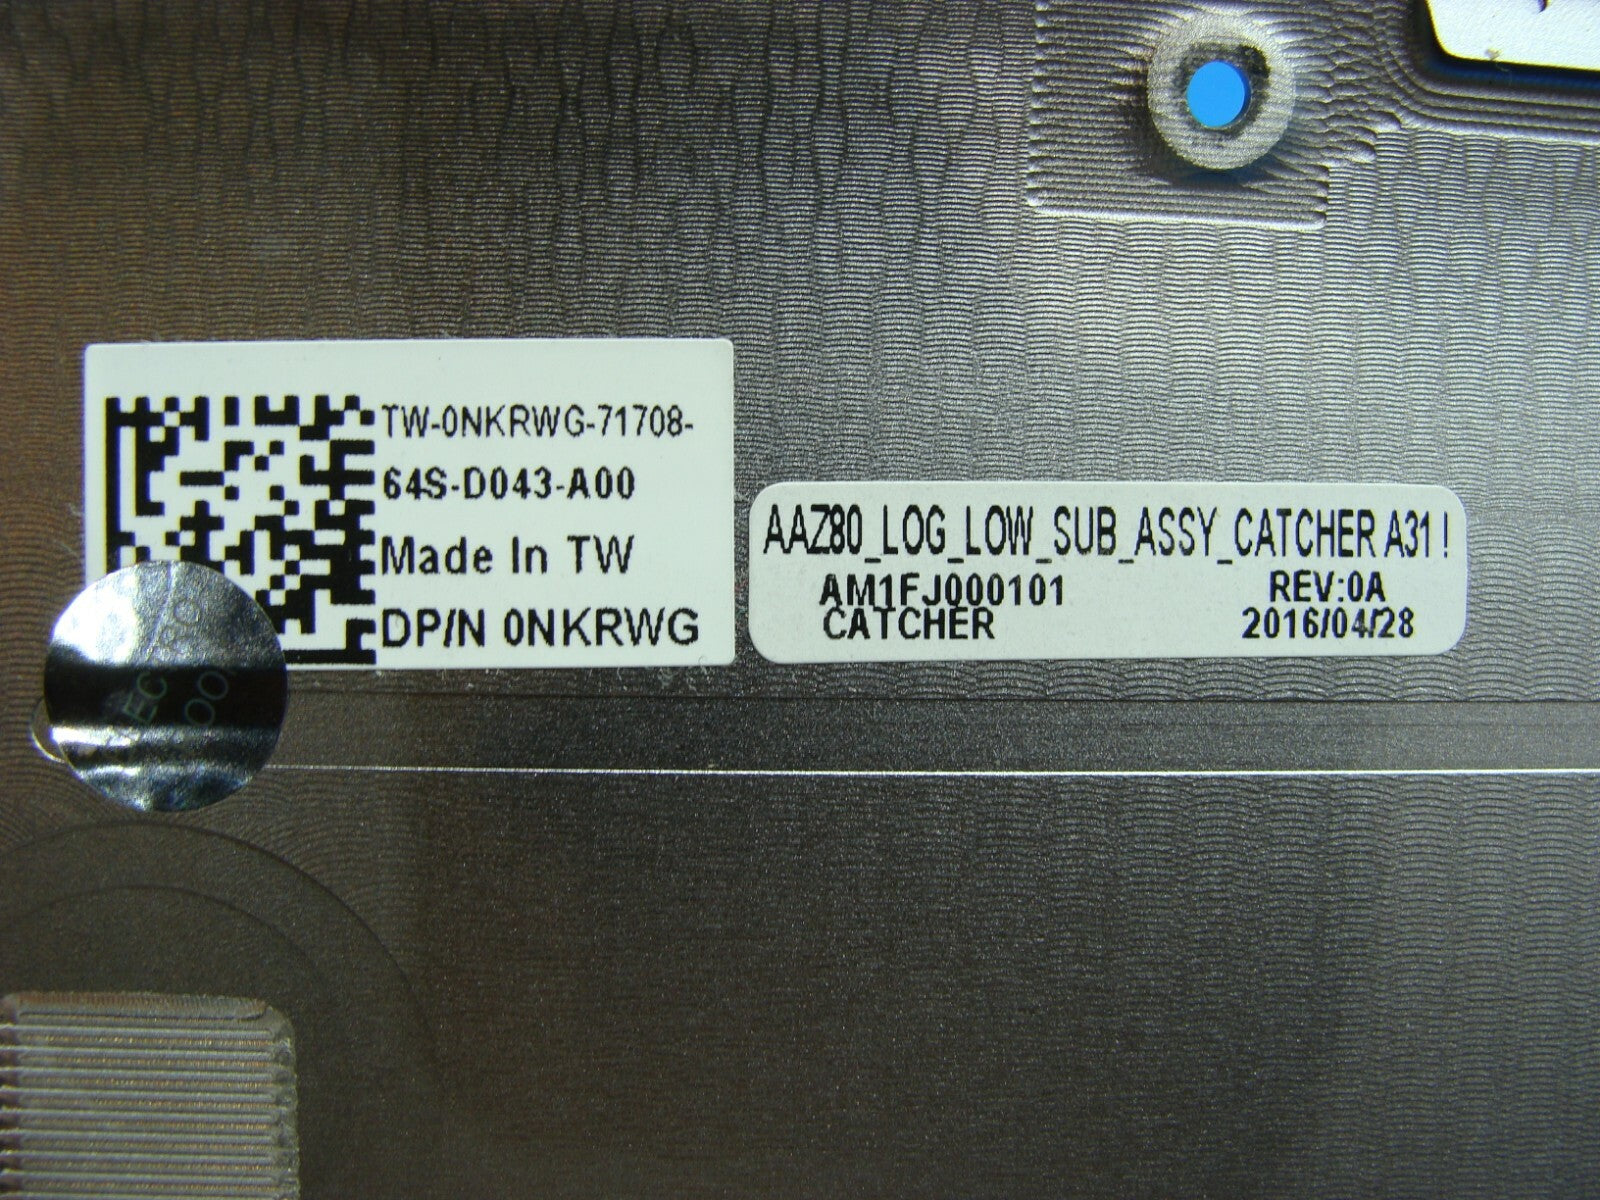 TW-0NKRWG-71708-
64S-D043-A00
Made In TW
DP/N 0NKRWG
AAZ80_LOG_LOW_SUB_ASSY_CATCHER A31 !
AM1FJ000101 REV:0A
CATCHER 2016/04/28